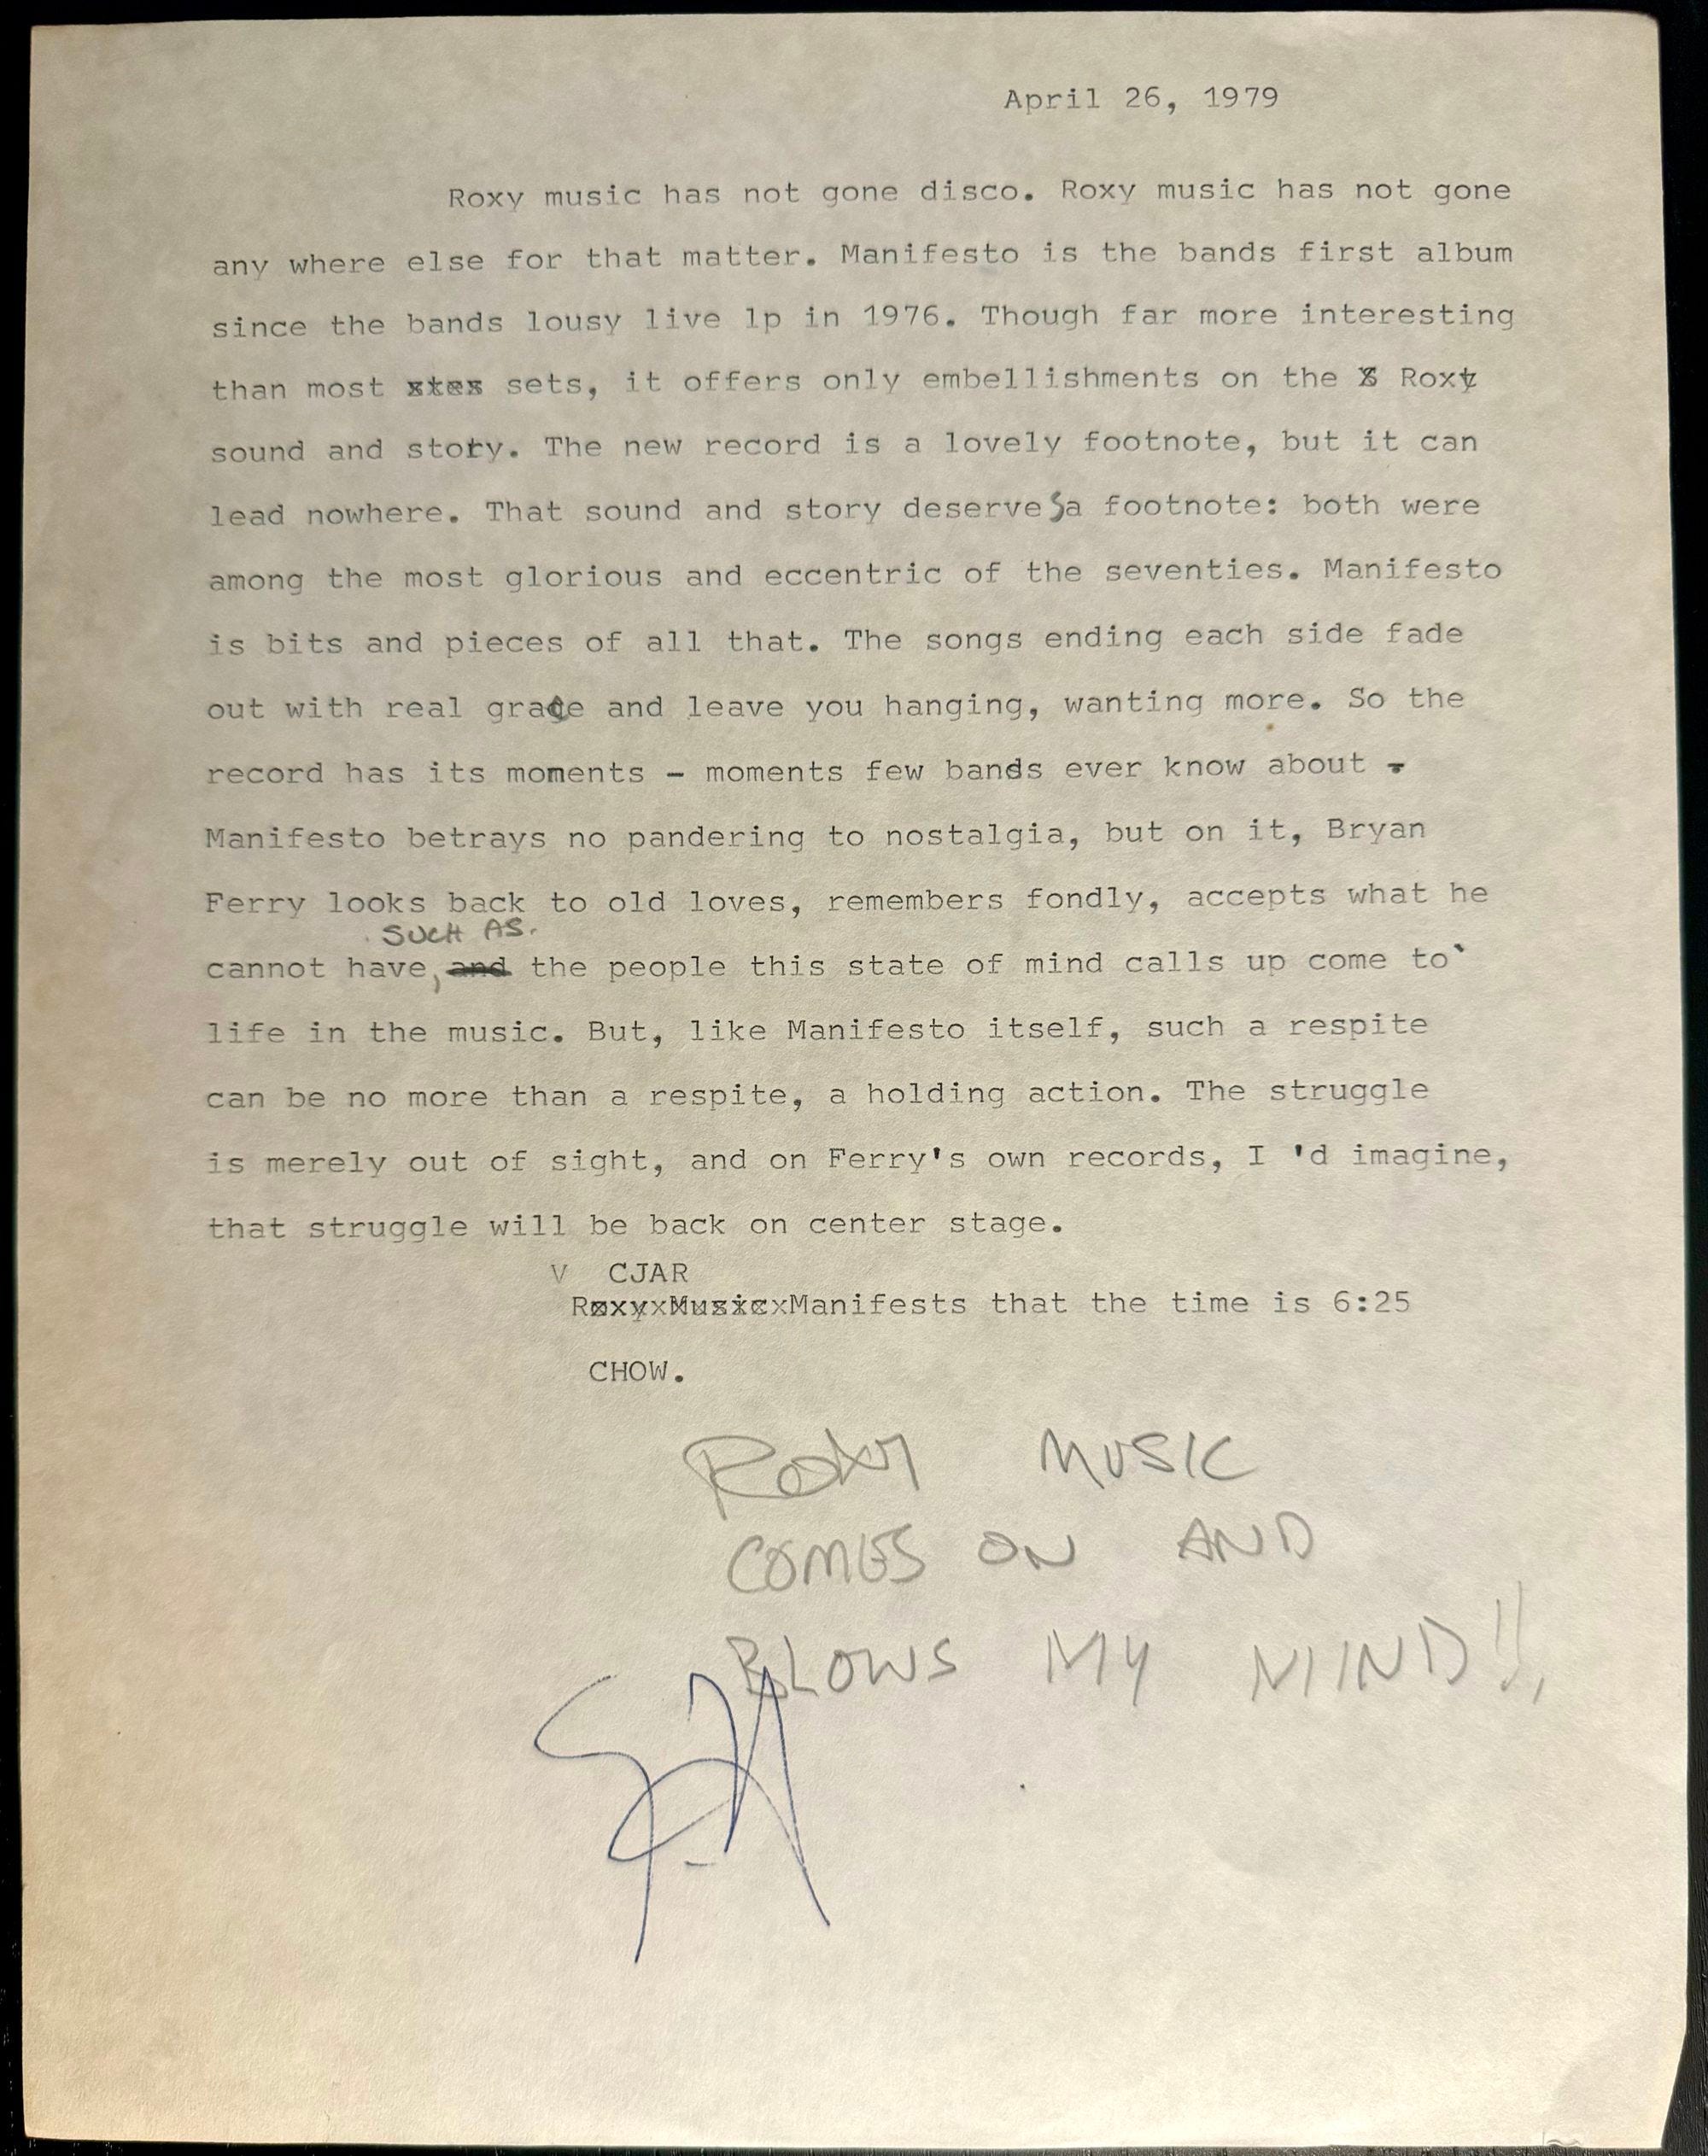 April 26, 1979
Roxy music has not gone disco. Roxy music has not gone
any where else for that matter. Manifesto is the bands first album
since the bands lousy live lp in 1976. Though far more interesting
than most sets, it offers only embellishments on the Roxy
sound and story. The new record is a lovely footnote, but it can
lead nowhere. That sound and story deserves a footnote: both were
among the most glorious and eccentric of the seventies. Manifesto
is bits and pieces of all that. The songs ending each side fade
out with real grace and leave you hanging, wanting more. So the
record has its moments - moments few bands ever know about -
Manifesto betrays no pandering to nostalgia, but on it, Bryan
Ferry looks back to old loves, remembers fondly, accepts what he
SUCH AS
cannot have, and the people this state of mind calls up come to
life in the music. But, like Manifesto itself, such a respite
can be no more than a respite, a holding action. The struggle
is merely out of sight, and on Ferry's own records, I 'd imagine,
that struggle will be back on center stage.
V CJAR
RoxyxMusicxManifests that the time is 6:25
CHOW.
ROXY MUSIC
COMES ON AND
BLOWS MY MIND!!